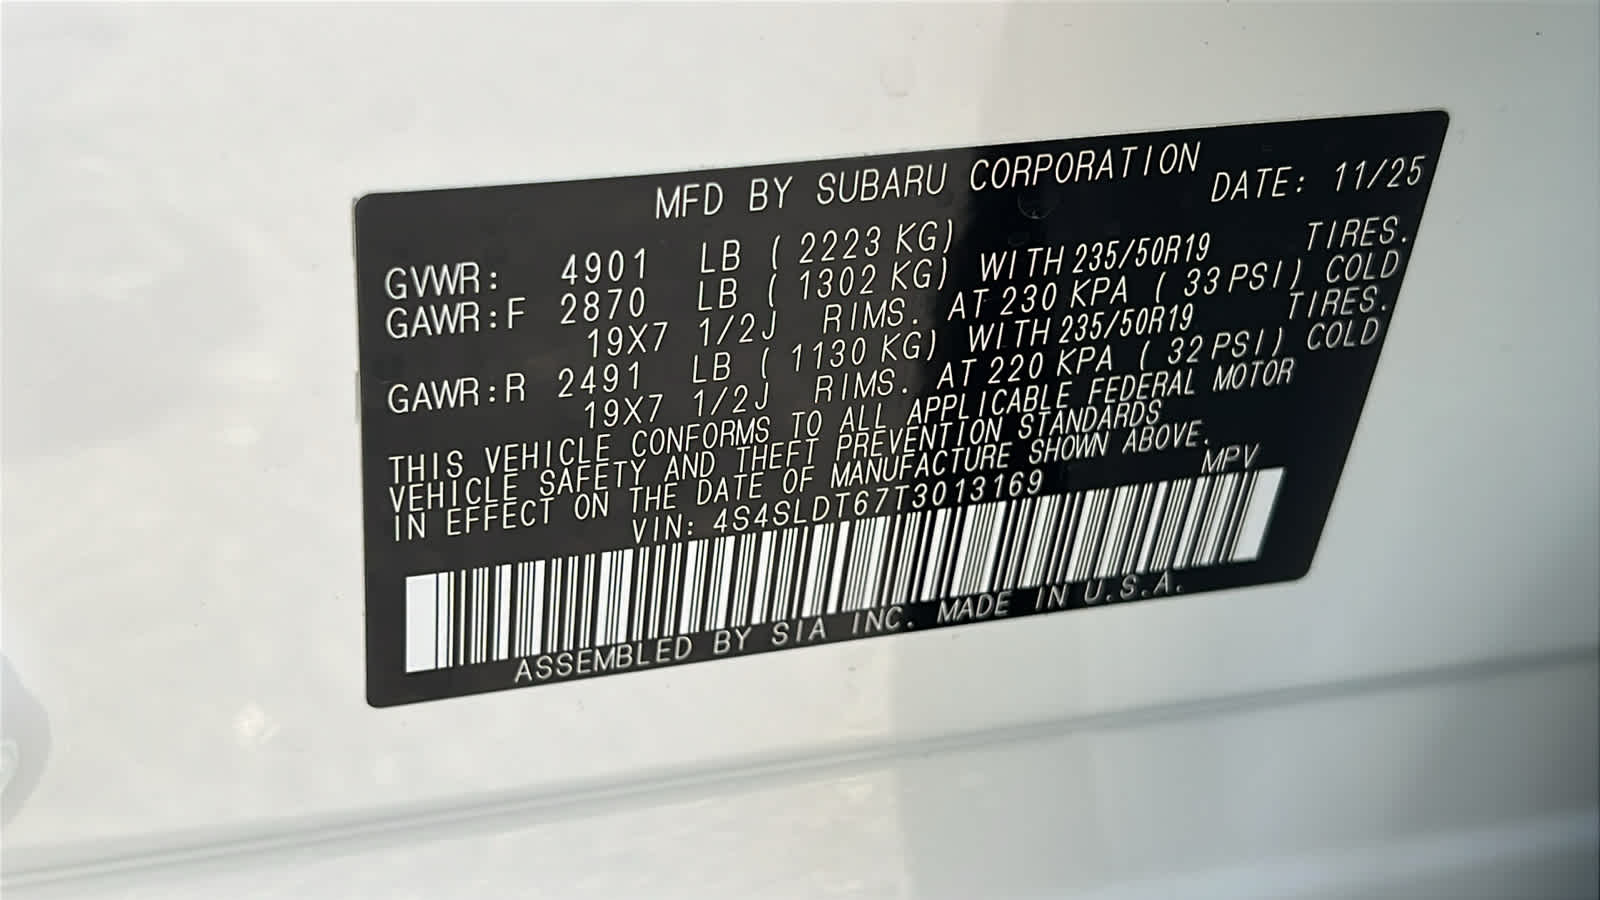 MFD BY SUBARU CORPORATION DATE: 11/25
GVWR: 4901 LB ( 2223 KG)
GAWR:F 2870 LB ( 1302 KG) WITH 235/50R19 TIRES.
19X7 1/2J RIMS. AT 230 KPA ( 33 PSI) COLD
GAWR:R 2491 LB ( 1130 KG) WITH 235/50R19 TIRES.
19X7 1/2J RIMS. AT 220 KPA ( 32 PSI) COLD
THIS VEHICLE CONFORMS TO ALL APPLICABLE FEDERAL MOTOR
VEHICLE SAFETY AND THEFT PREVENTION STANDARDS
IN EFFECT ON THE DATE OF MANUFACTURE SHOWN ABOVE.
VIN: 4S4SLDT67T3013169 MPV
ASSEMBLED BY SIA INC. MADE IN U.S.A.